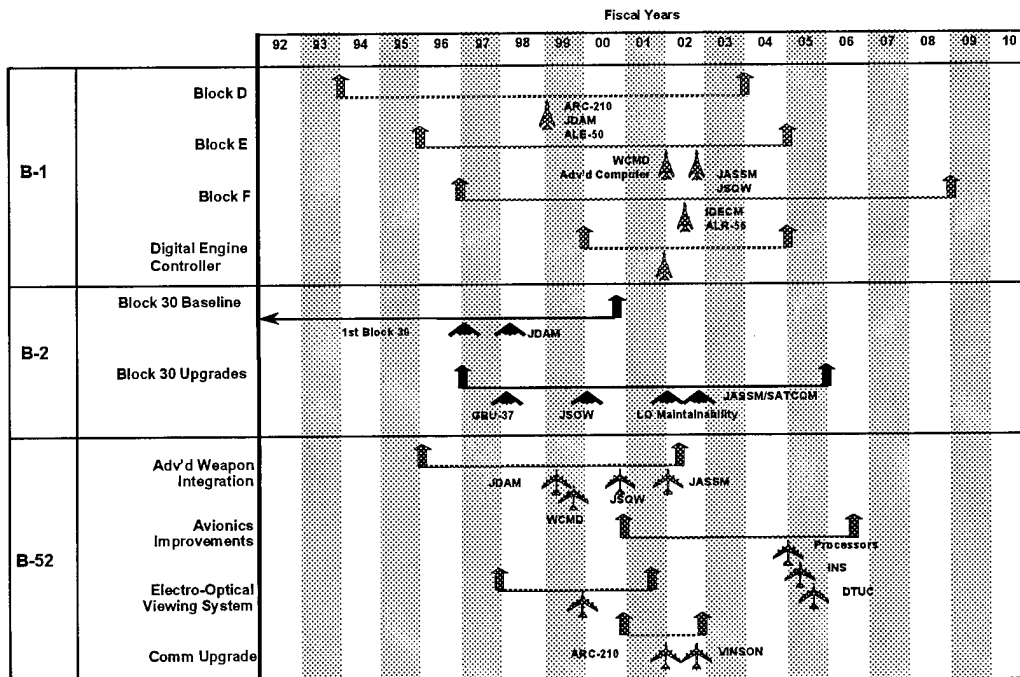 Fiscal Years
92 93 94 95 96 97 98 99 00 01 02 03 04 05 06 08 09 10
B-1
Block D
ARC-210
JDAM
ALE-50
Block E
WCMD
Adv'd Computer
JASSM
JSOW
Block F
IDECM
ALR-56
Digital Engine
Controller
B-2
Block 30 Baseline
1st Block 30
JDAM
Block 30 Upgrades
GBU-37
JSOW
LO Maintainability
JASSM/SATCOM
B-52
Adv'd Weapon
Integration
JDAM
WCMD
JSOW
JASSM
Avionics
Improvements
Processors
INS
DTUC
Electro-Optical
Viewing System
Comm Upgrade
ARC-210
VINSON